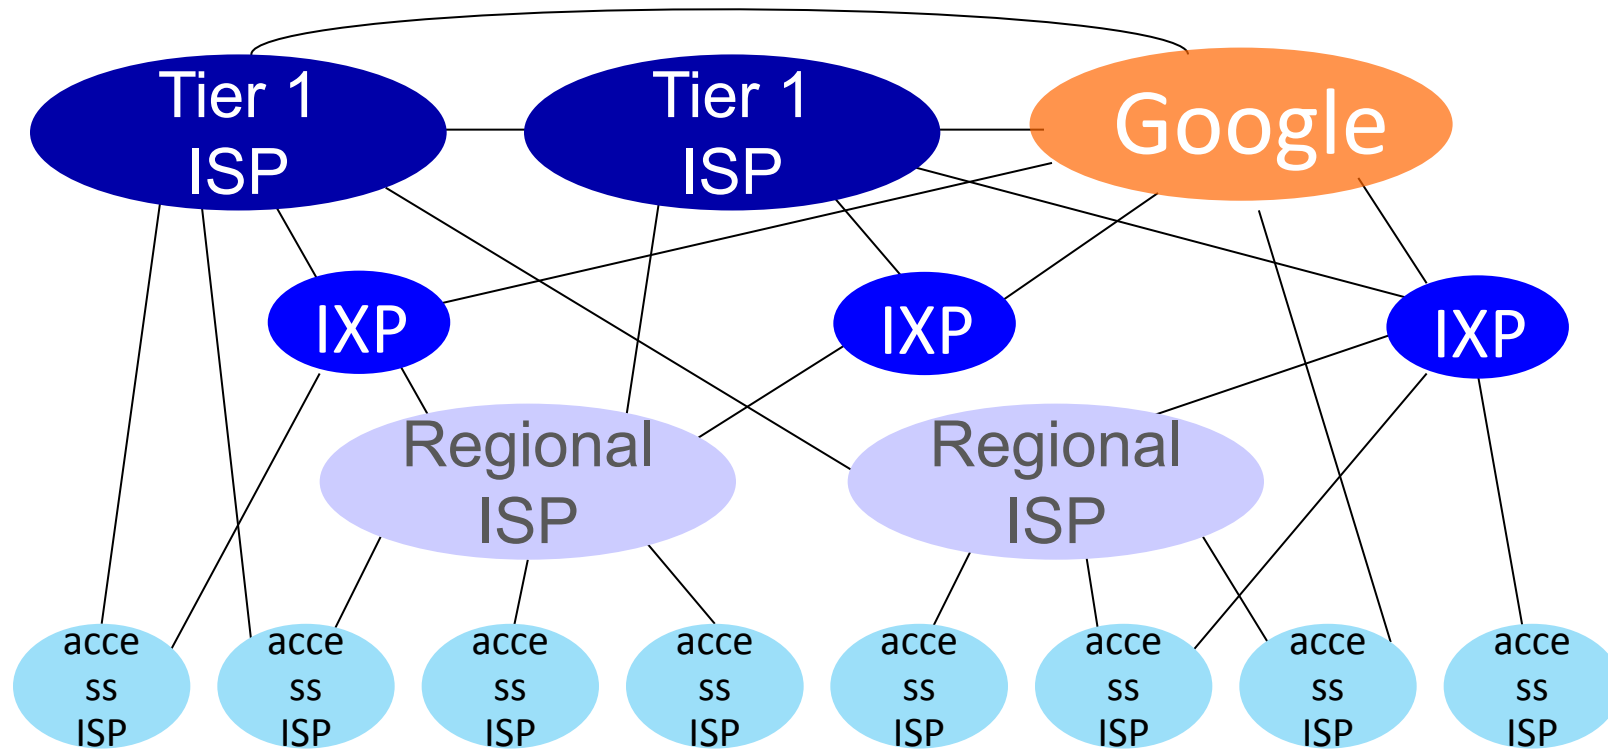 Tier 1
ISP
Tier 1
ISP
Google
IXP
IXP
IXP
Regional
ISP
Regional
ISP
acce
ss
ISP
acce
ss
ISP
acce
ss
ISP
acce
ss
ISP
acce
ss
ISP
acce
ss
ISP
acce
ss
ISP
acce
ss
ISP